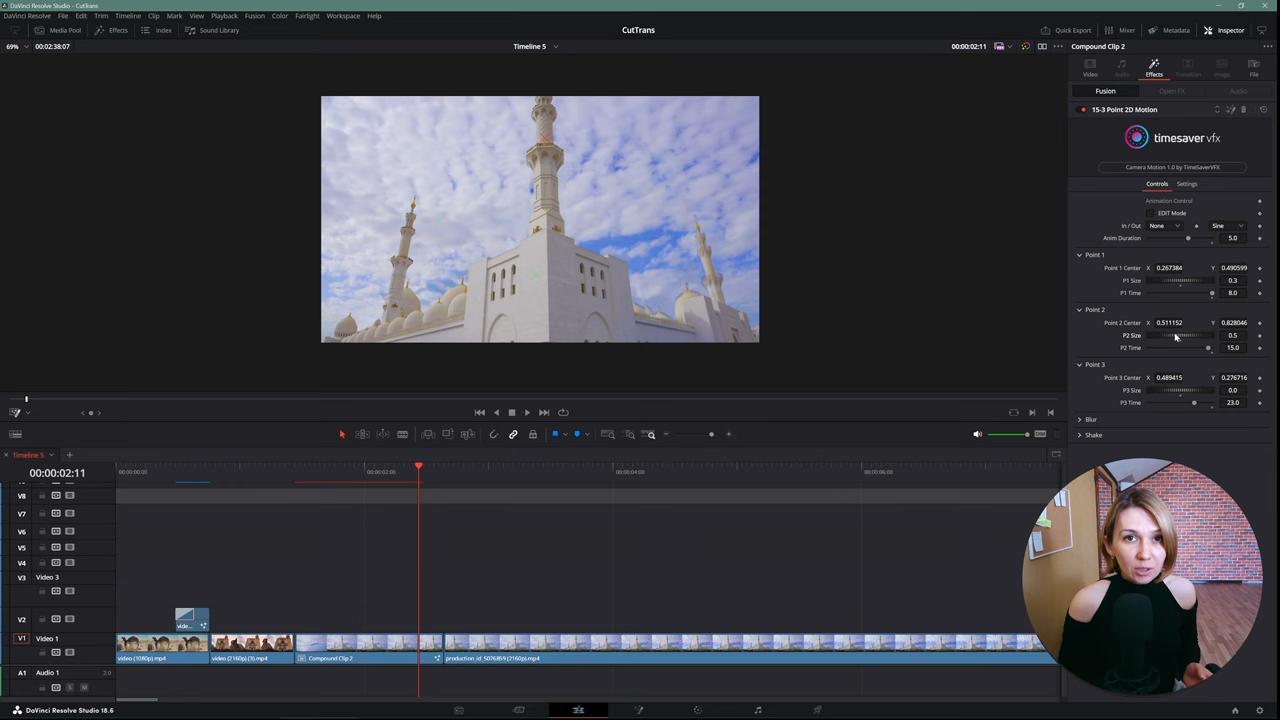 DaVinci Resolve Studio - CutTrans
DaVinci Resolve File Edit Trim Timeline Clip Mark View Playback Fusion Color Fairlight Workspace Help
Media Pool Effects Index Sound Library CutTrans Quick Export Mixer Metadata Inspector
69% 00:02:38:07 Timeline 5 00:00:02:11 Compound Clip 2
Video Audio Effects Transition Image File
Fusion Open FX Audio
15-3 Point 2D Motion
timesaver vfx
Camera Motion 1.0 by TimeSaverVFX
Controls Settings
Animation Control
EDIT Mode
In / Out None Sine
Anim Duration 5.0
Point 1
Point 1 Center X 0.267384 Y 0.490599
P1 Size 0.3
P1 Time 8.0
Point 2
Point 2 Center X 0.511152 Y 0.828046
P2 Size 0.5
P2 Time 15.0
Point 3
Point 3 Center X 0.489415 Y 0.276716
P3 Size 0.0
P3 Time 23.0
Blur
Shake
DIM
Timeline 5
00:00:02:11 00:00:00:00 00:00:02:00 00:00:04:00 00:00:06:00
V8
V7
V6
V5
V4
V3 Video 3
V2 vide...
V1 Video 1
video (1080p).mp4 video (2160p) (3).mp4 Compound Clip 2 production_id_5076859 (2160p).mp4
A1 Audio 1 2.0
S M
DaVinci Resolve Studio 18.6